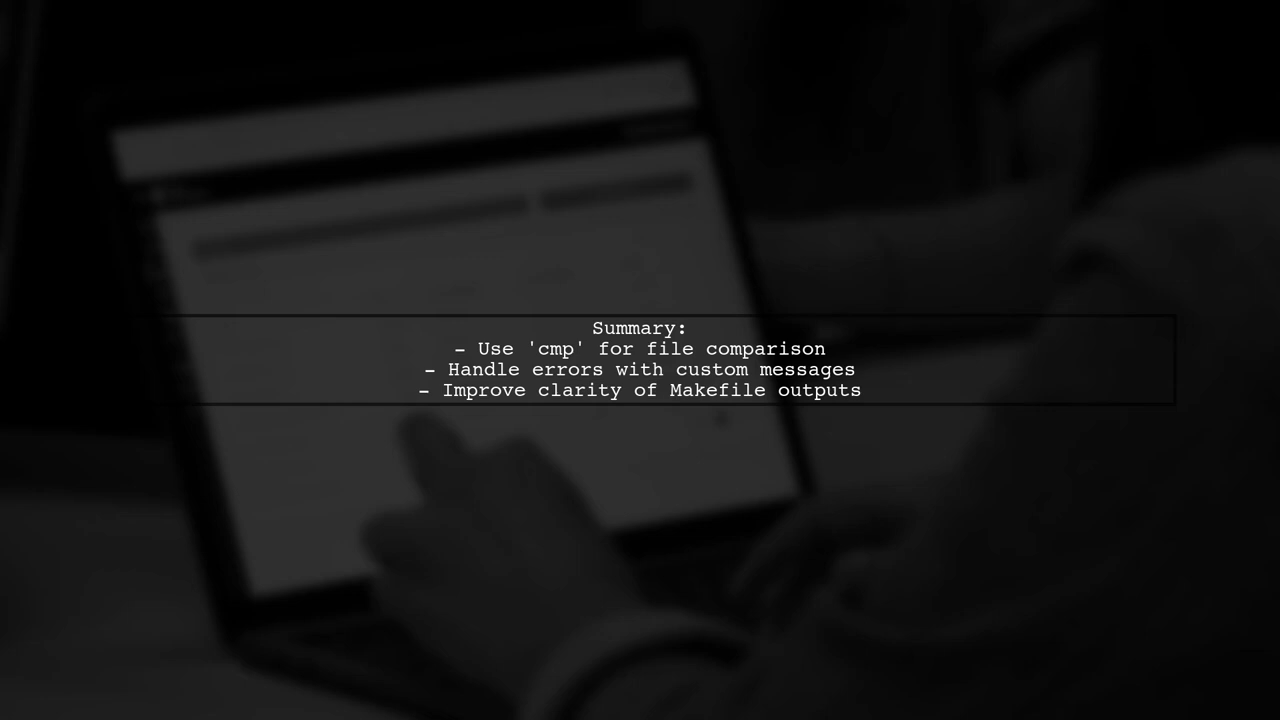 Summary:
- Use 'cmp' for file comparison
- Handle errors with custom messages
- Improve clarity of Makefile outputs